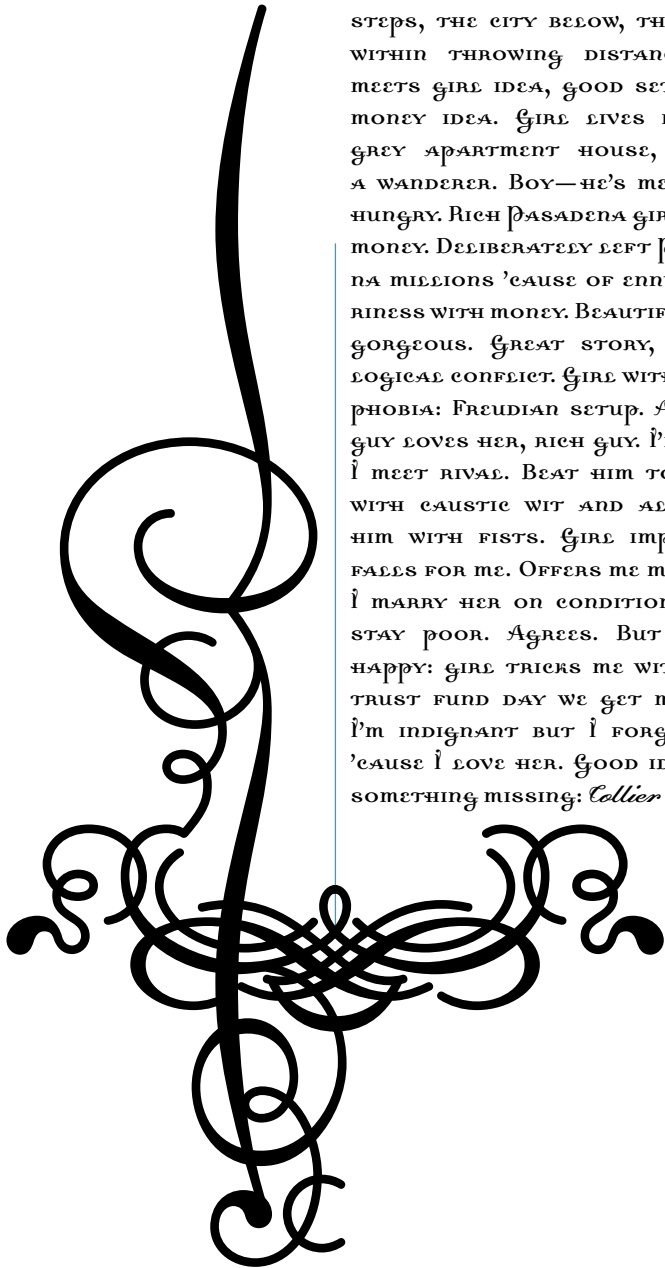 steps, the city below, th
within throwing distan
meets girl idea, good se
money idea. Girl lives
grey apartment house,
a wanderer. Boy—he's me
hungry. Rich Pasadena gir
money. Deliberately left p
na millions 'cause of enn
riness with money. Beautif
gorgeous. Great story,
logical conflict. Girl with
phobia: Freudian setup. A
guy loves her, rich guy. I'
I meet rival. Beat him to
with caustic wit and al
him with fists. Girl imp
falls for me. Offers me m
I marry her on condition
stay poor. Agrees. But
happy: girl tricks me wi
trust fund day we get m
I'm indignant but I forg
'cause I love her. Good id
something missing: Collier